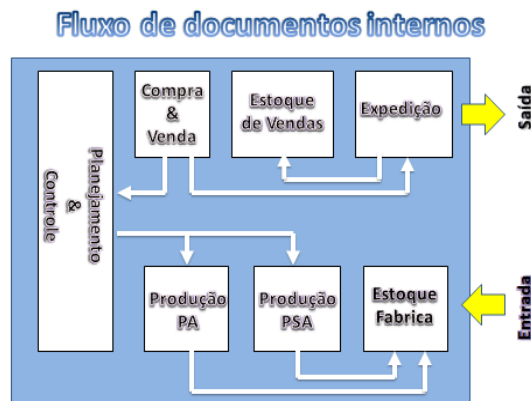 Fluxo de documentos internos
Planejamento
&
Controle
Compra
&
Venda
Estoque
de Vendas
Expedição
Saída
Produção
PA
Produção
PSA
Estoque
Fabrica
Entrada